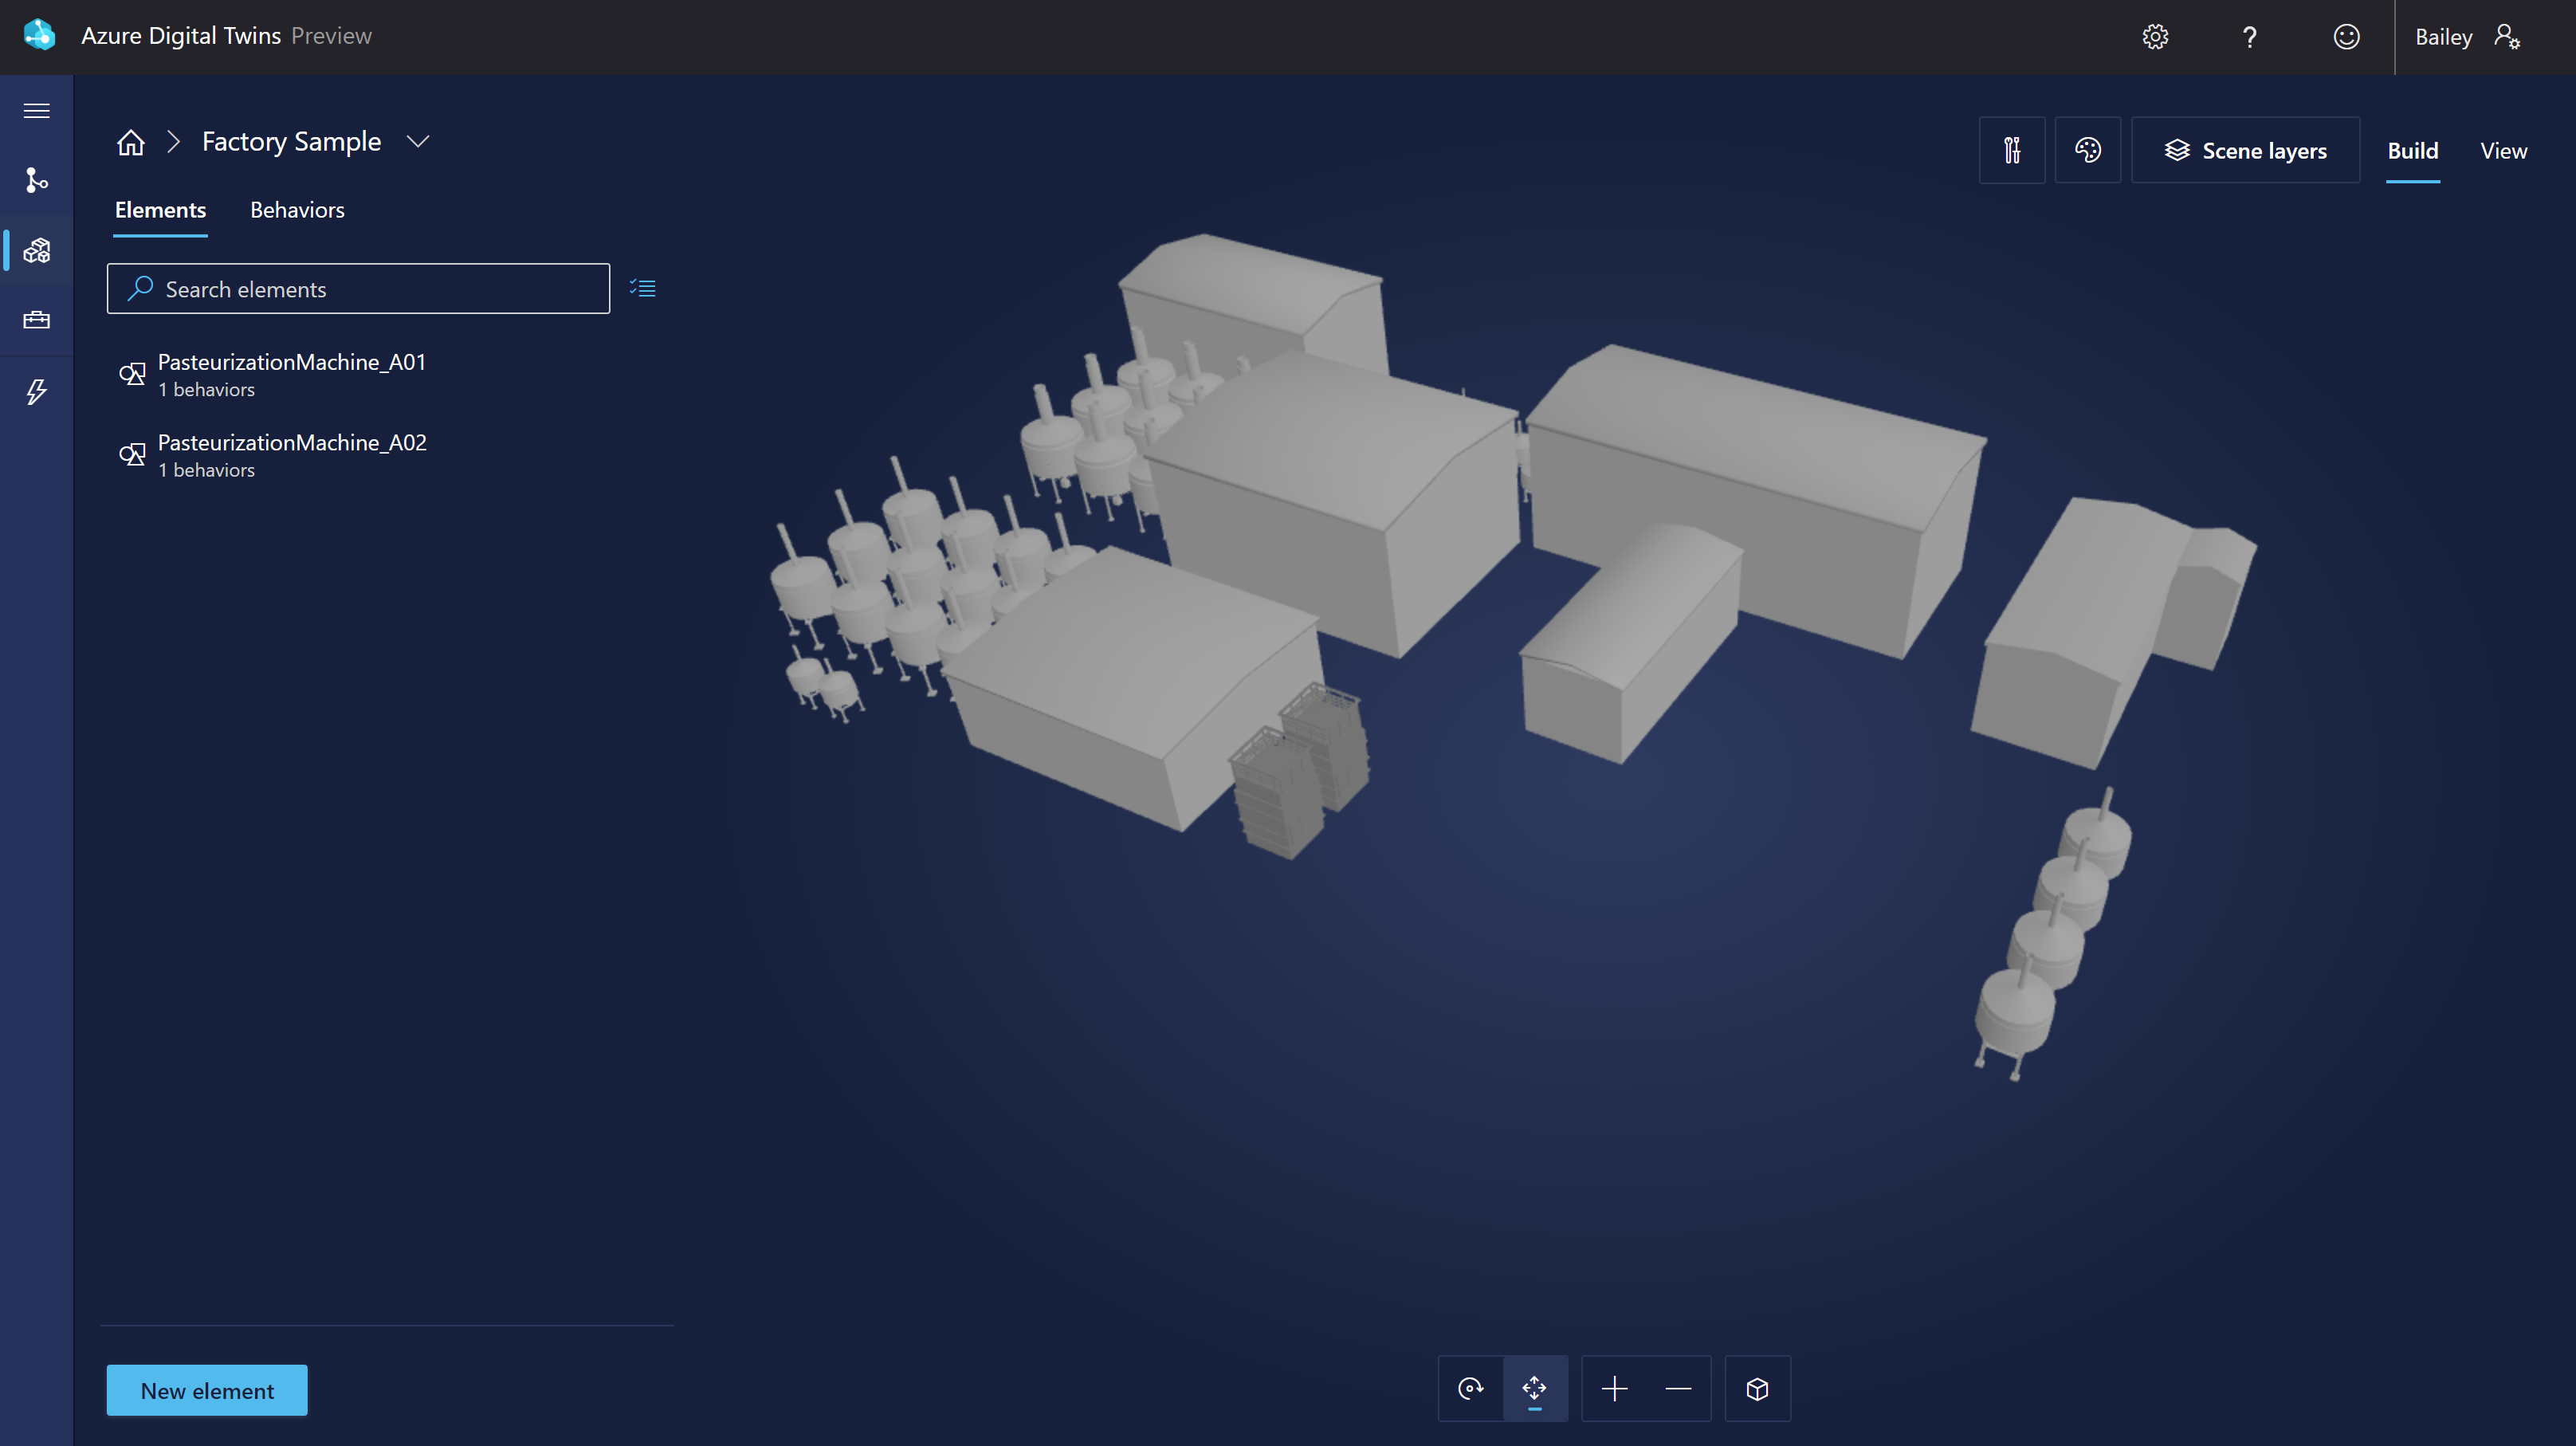 Azure Digital Twins Preview
Bailey
Factory Sample
Scene layers
Build
View
Elements
Behaviors
Search elements
PasteurizationMachine_A01
1 behaviors
PasteurizationMachine_A02
1 behaviors
New element